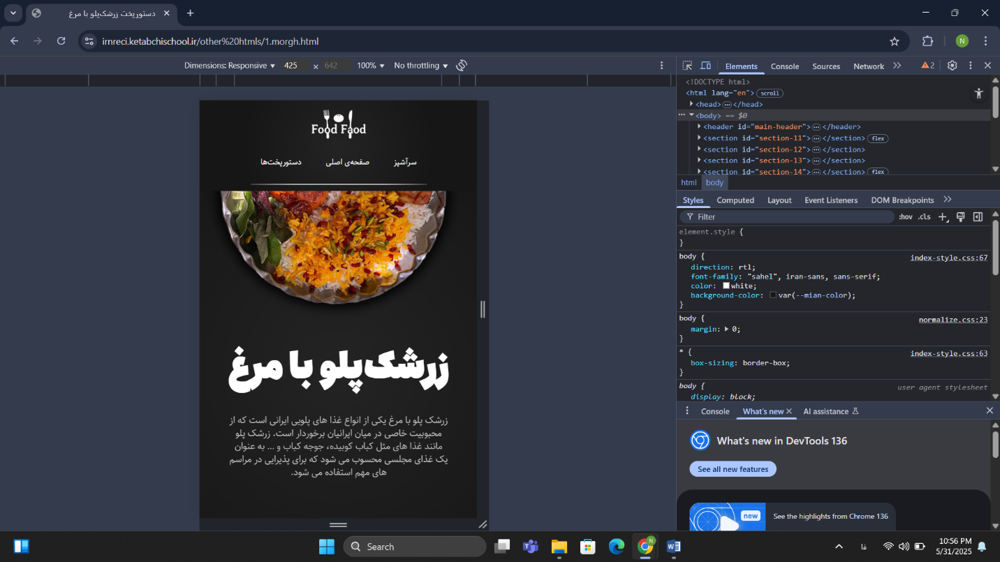 دستورپخت زرشک‌پلو با مرغ
irnreci.ketabchischool.ir/other%20htmls/1.morgh.html
N
Dimensions: Responsive 425 × 642 100% No throttling
Elements Console Sources Network 2
<!DOCTYPE html>
<html lang="en"> scroll
<head> </head>
<body> == $0
<header id="main-header"> </header>
<section id="section-11"> </section> flex
<section id="section-12"> </section>
<section id="section-13"> </section>
<section id="section-14"> </section> flex
html body
Styles Computed Layout Event Listeners DOM Breakpoints
Filter :hov .cls
element.style {
}
body { index-style.css:67
direction: rtl;
font-family: "sahel", iran-sans, sans-serif;
color: white;
background-color: var(--mian-color);
}
body { normalize.css:23
margin: 0;
}
* { index-style.css:63
box-sizing: border-box;
}
body { user agent stylesheet
display: block;
Console What's new AI assistance
What's new in DevTools 136
See all new features
new
See the highlights from Chrome 136
Food Faod
سرآشپز صفحه‌ی اصلی دستورپخت‌ها
زرشک‌پلو با مرغ
زرشک پلو با مرغ یکی از انواع غذا های پلویی ایرانی است که از
محبوبیت خاصی در میان ایرانیان برخوردار است. زرشک پلو
مانند غذا های مثل کباب کوبیده، جوجه کباب و ... به عنوان
یک غذای مجلسی محسوب می شود که برای پذیرایی در مراسم
های مهم استفاده می شود.
Search
فا
10:56 PM
5/31/2025